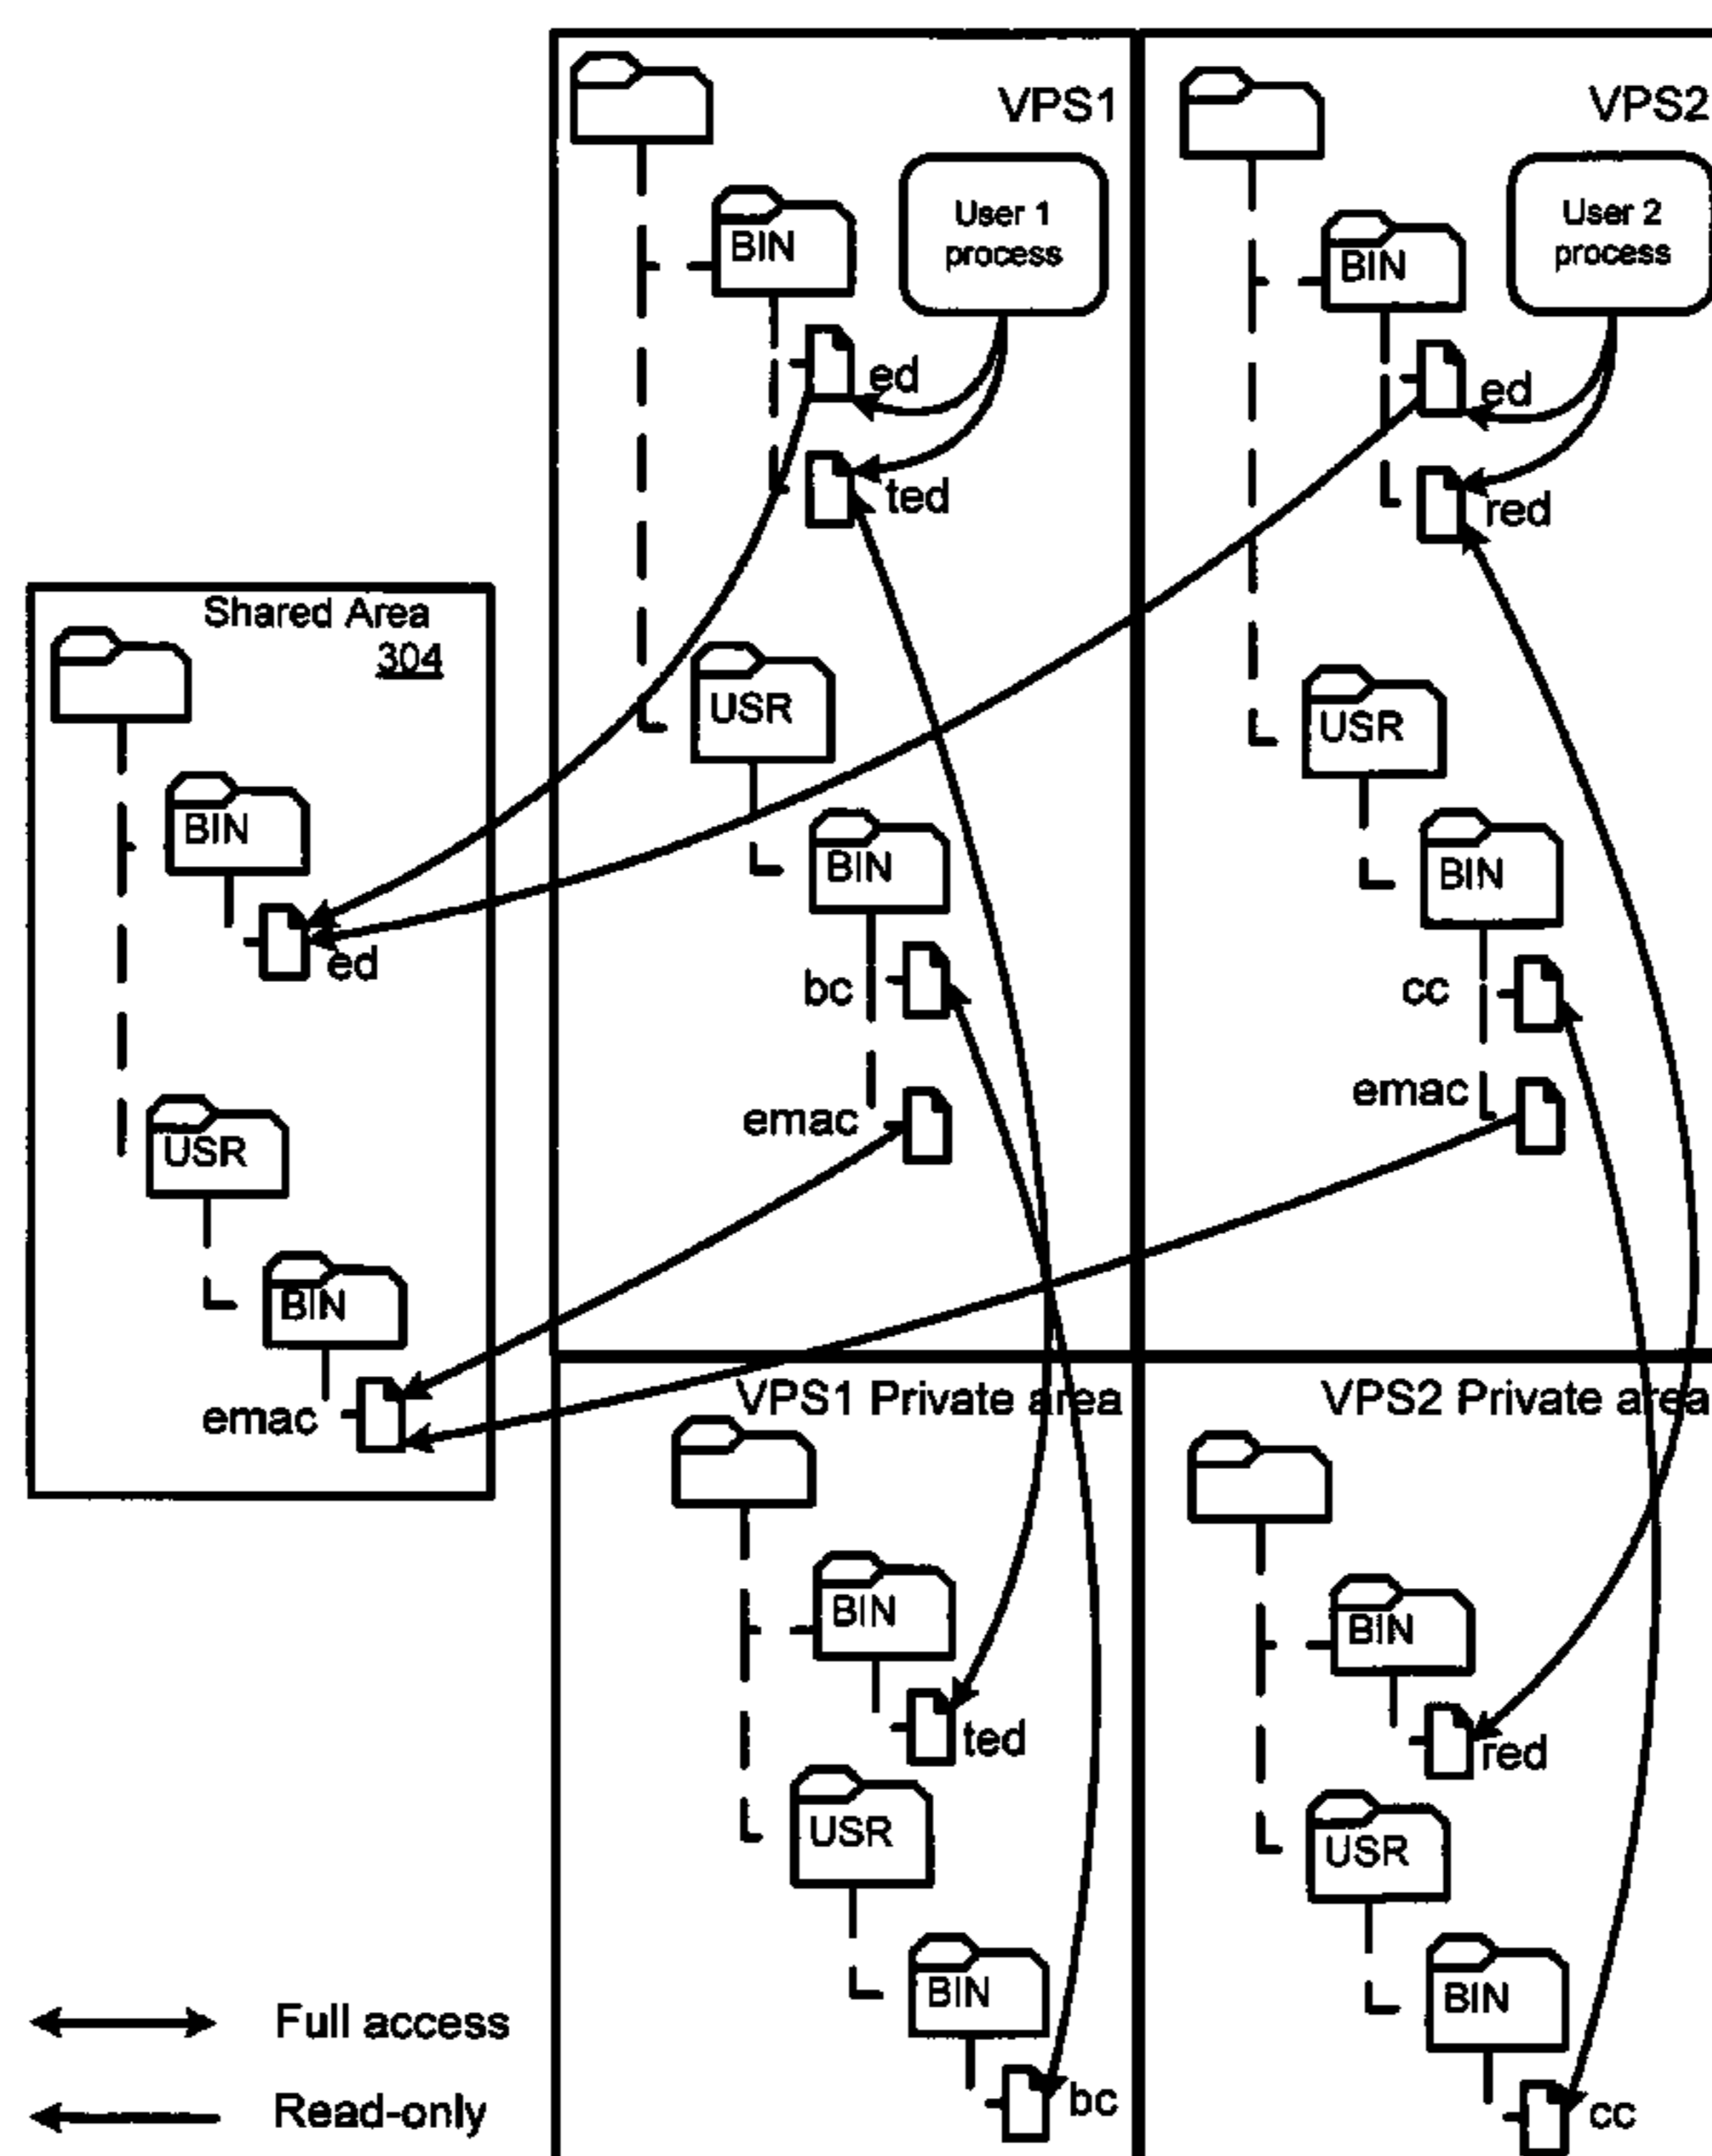 VPS1
VPS2
User 1
process
User 2
process
BIN
BIN
ed
ed
ted
red
Shared Area
304
USR
USR
BIN
BIN
BIN
ed
bc
cc
emac
emac
USR
BIN
emac
VPS1 Private area
VPS2 Private area
BIN
BIN
ted
red
USR
USR
BIN
BIN
bc
cc
Full access
Read-only